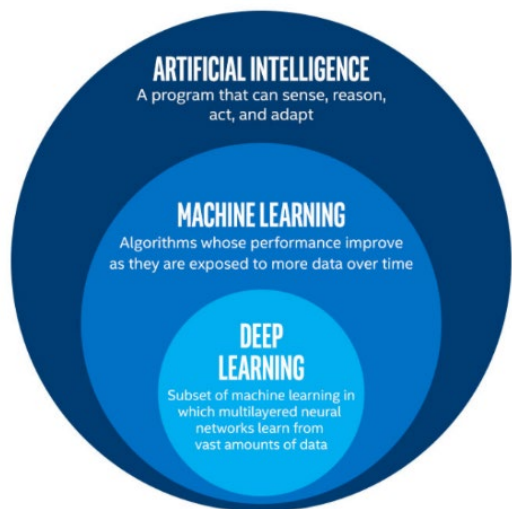 ARTIFICIAL INTELLIGENCE
A program that can sense, reason,
act, and adapt
MACHINE LEARNING
Algorithms whose performance improve
as they are exposed to more data over time
DEEP
LEARNING
Subset of machine learning in
which multilayered neural
networks learn from
vast amounts of data